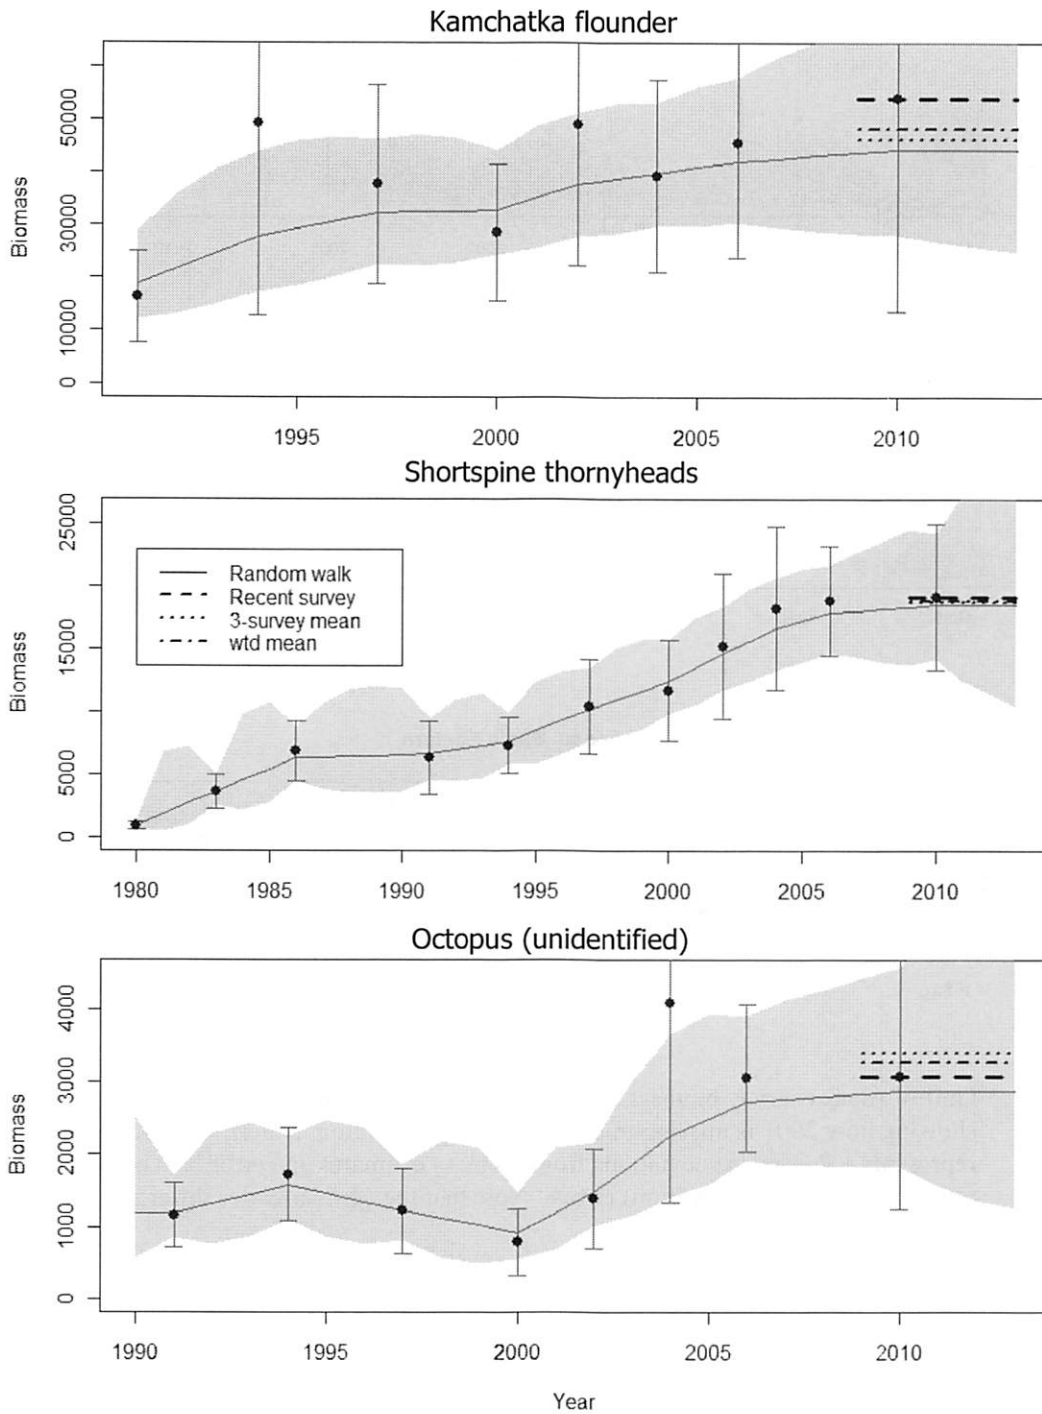 Kamchatka flounder
Biomass
50000
30000
10000
0
1995 2000 2005 2010
Shortspine thornyheads
Biomass
25000
15000
5000
0
Random walk
Recent survey
3-survey mean
wtd mean
1980 1985 1990 1995 2000 2005 2010
Octopus (unidentified)
Biomass
4000
3000
2000
1000
0
1990 1995 2000 2005 2010
Year